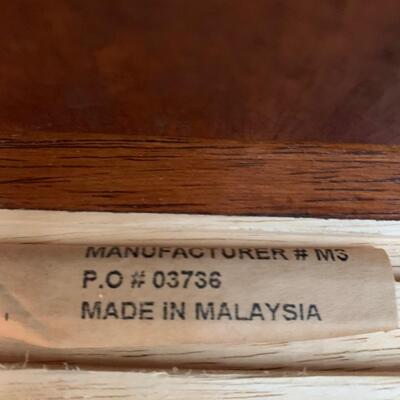 MANUFACTURER # M3
P.O # 03736
MADE iN MALAYSIA